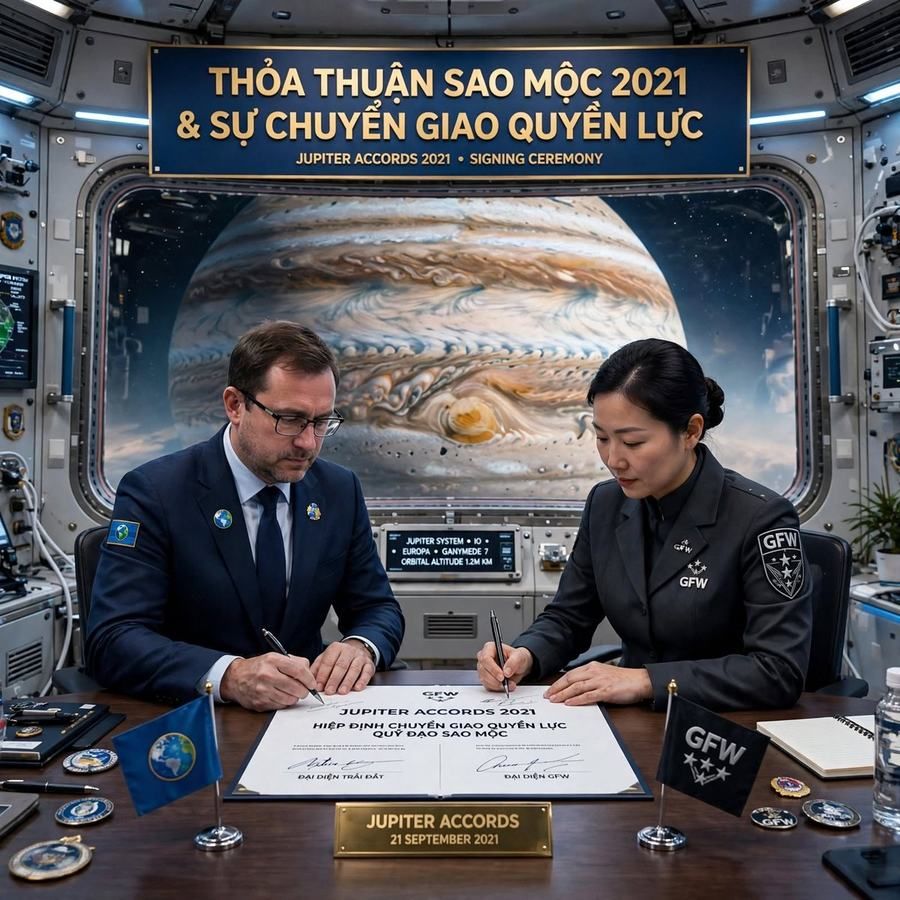 THỎA THUẬN SAO MỘC 2021
& SỰ CHUYỂN GIAO QUYỀN LỰC
JUPITER ACCORDS 2021 • SIGNING CEREMONY
JUPITER SYSTEM • IO •
EUROPA • GANYMEDE 7
ORBITAL ALTITUDE 1.2M KM
GFW
GFW
GFW
GFW
JUPITER ACCORDS 2021
HIỆP ĐỊNH CHUYỂN GIAO QUYỀN LỰC
QUỸ ĐẠO SAO MỘC
ĐẠI DIỆN TRÁI ĐẤT
ĐẠI DIỆN GFW
GFW
GFW
JUPITER ACCORDS
21 SEPTEMBER 2021